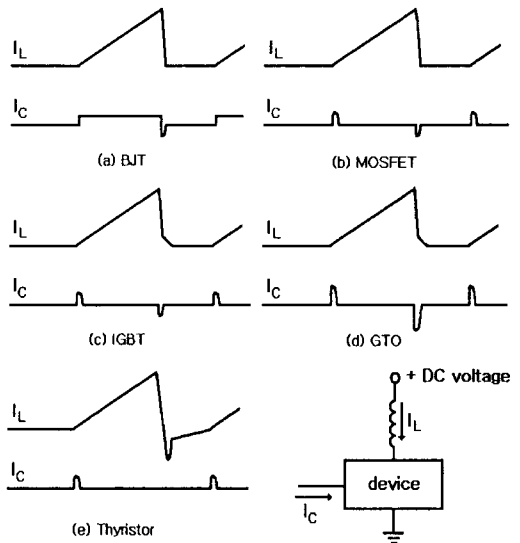 I_L
I_C
(a) BJT
I_L
I_C
(b) MOSFET
I_L
I_C
(c) IGBT
I_L
I_C
(d) GTO
I_L
I_C
(e) Thyristor
+ DC voltage
I_L
device
I_C